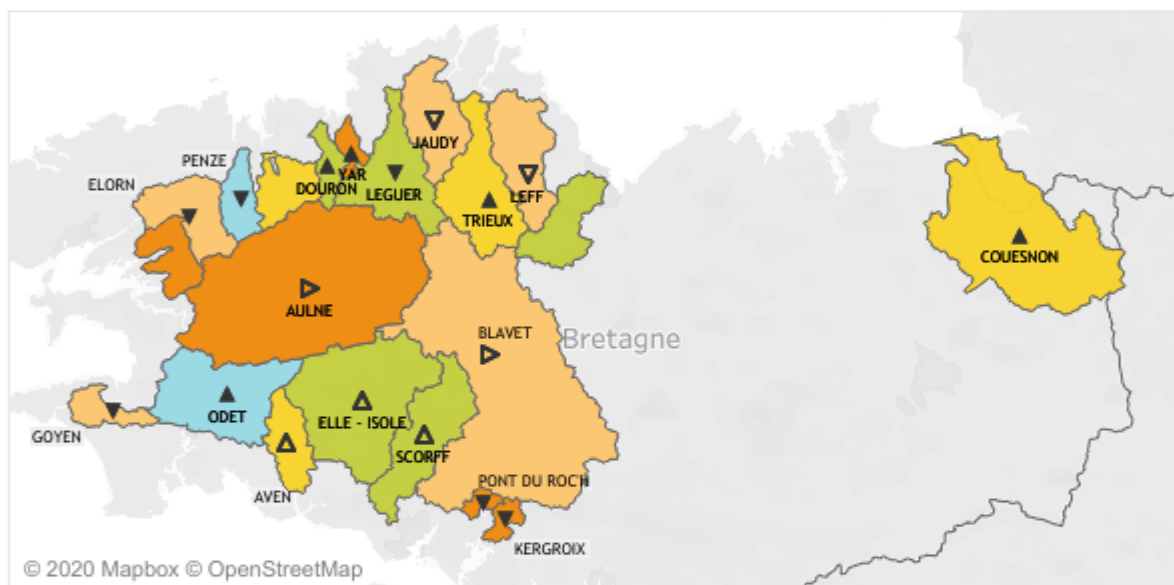 JAUDY
PENZE
YAR
DOURON
ELORN
LEGUER
LEFF
TRIEUX
COUESNON
AULNE
BLAVET
Bretagne
ODET
ELLE - ISOLE
GOYEN
SCORFF
PONT DU ROC'H
AVEN
KERGROIX
© 2020 Mapbox © OpenStreetMap